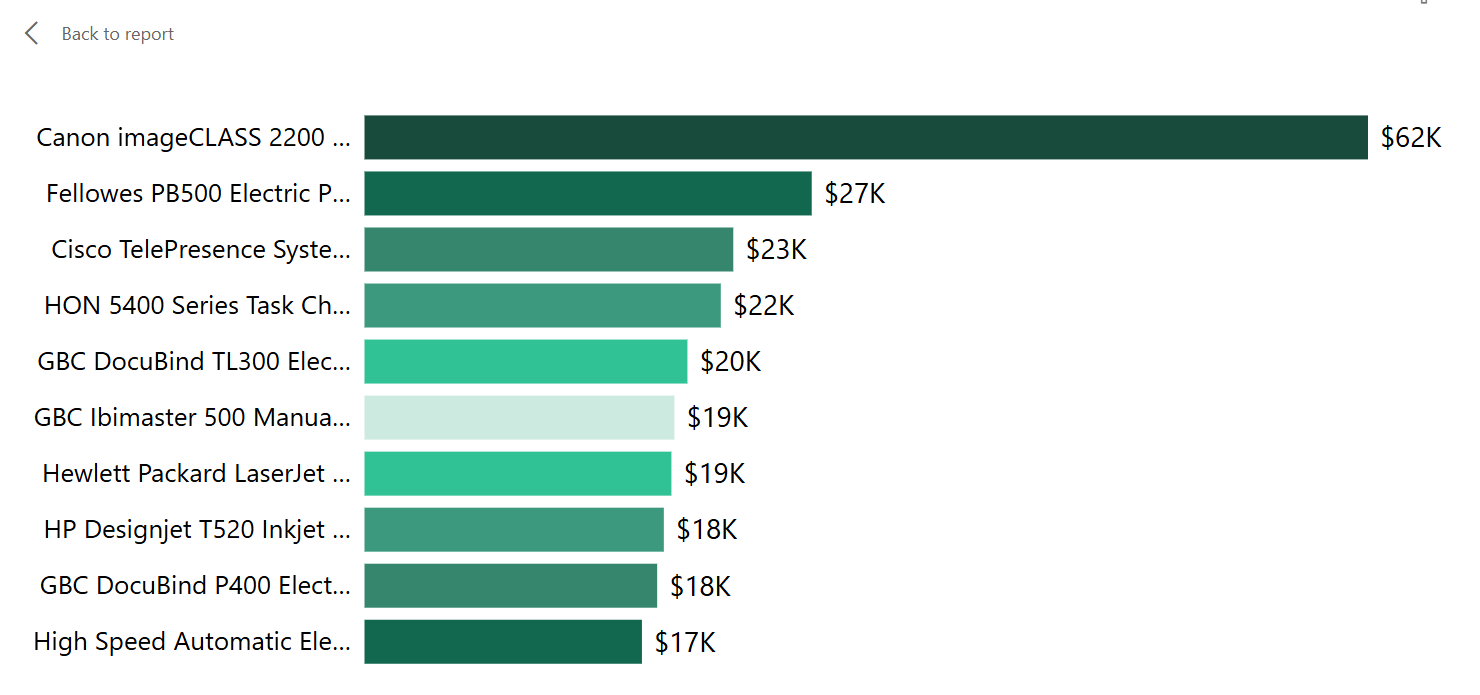 Back to report
Canon imageCLASS 2200 ... $62K
Fellowes PB500 Electric P... $27K
Cisco TelePresence Syste... $23K
HON 5400 Series Task Ch... $22K
GBC DocuBind TL300 Elec... $20K
GBC Ibimaster 500 Manua... $19K
Hewlett Packard LaserJet ... $19K
HP Designjet T520 Inkjet ... $18K
GBC DocuBind P400 Elect... $18K
High Speed Automatic Ele... $17K